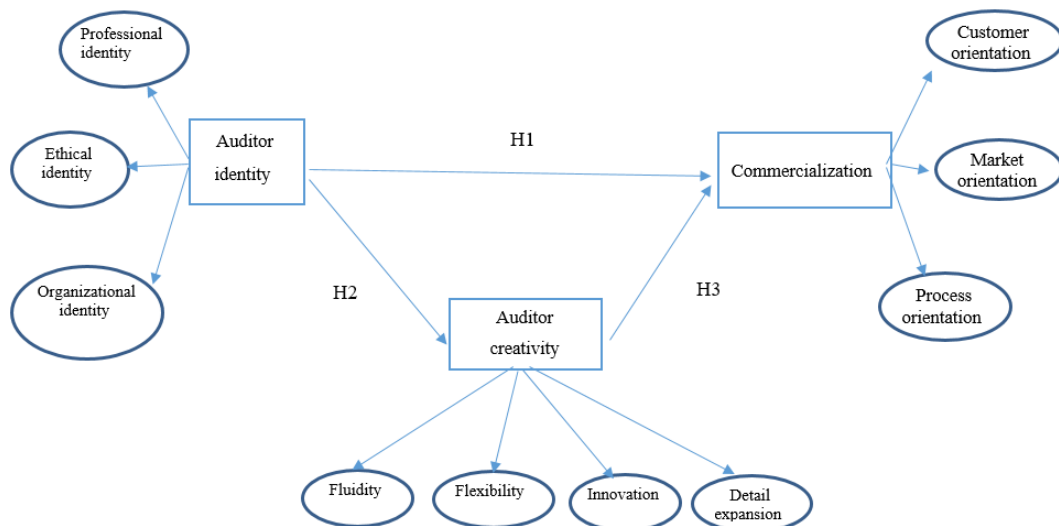 Professional
identity
Customer
orientation
Ethical
identity
Auditor
identity
H1
Commercialization
Market
orientation
Organizational
identity
H2
H3
Process
orientation
Auditor
creativity
Fluidity
Flexibility
Innovation
Detail
expansion